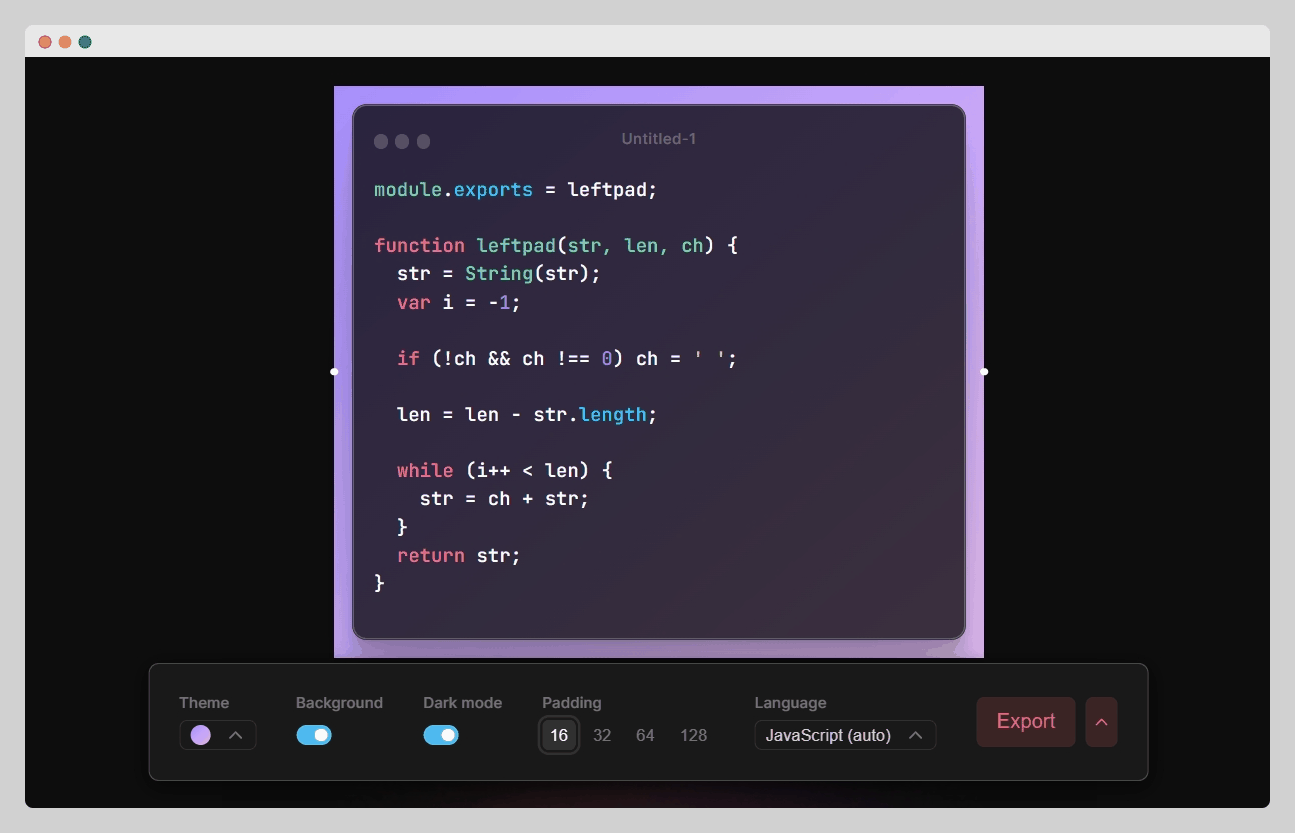 Untitled-1
module.exports = leftpad;
function leftpad(str, len, ch) {
  str = String(str);
  var i = -1;
  if (!ch && ch !== 0) ch = ' ';
  len = len - str.length;
  while (i++ < len) {
    str = ch + str;
  }
  return str;
}
Theme Background Dark mode Padding Language
16 32 64 128 JavaScript (auto) Export